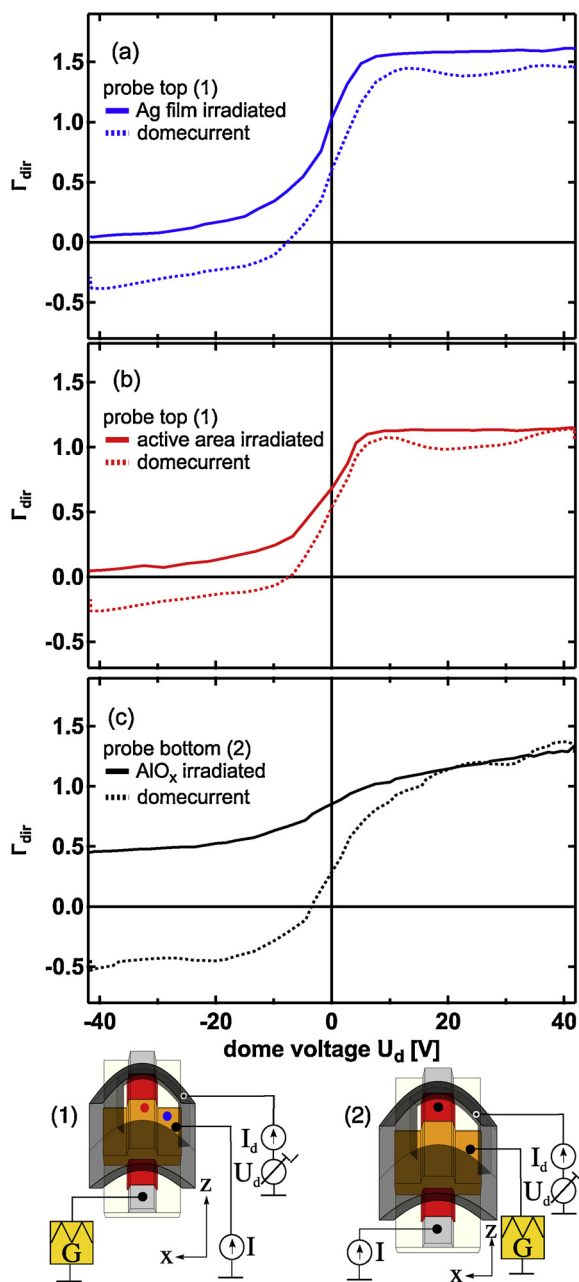 (a)
probe top (1)
Ag film irradiated
domecurrent
Γdir
1.5
1.0
0.5
0.0
-0.5
(b)
probe top (1)
active area irradiated
domecurrent
Γdir
1.5
1.0
0.5
0.0
-0.5
(c)
probe bottom (2)
AlOx irradiated
domecurrent
Γdir
1.5
1.0
0.5
0.0
-0.5
-40 -20 0 20 40
dome voltage Ud [V]
(1)
Id
Ud
z
x
G
I
(2)
Id
Ud
z
x
G
I